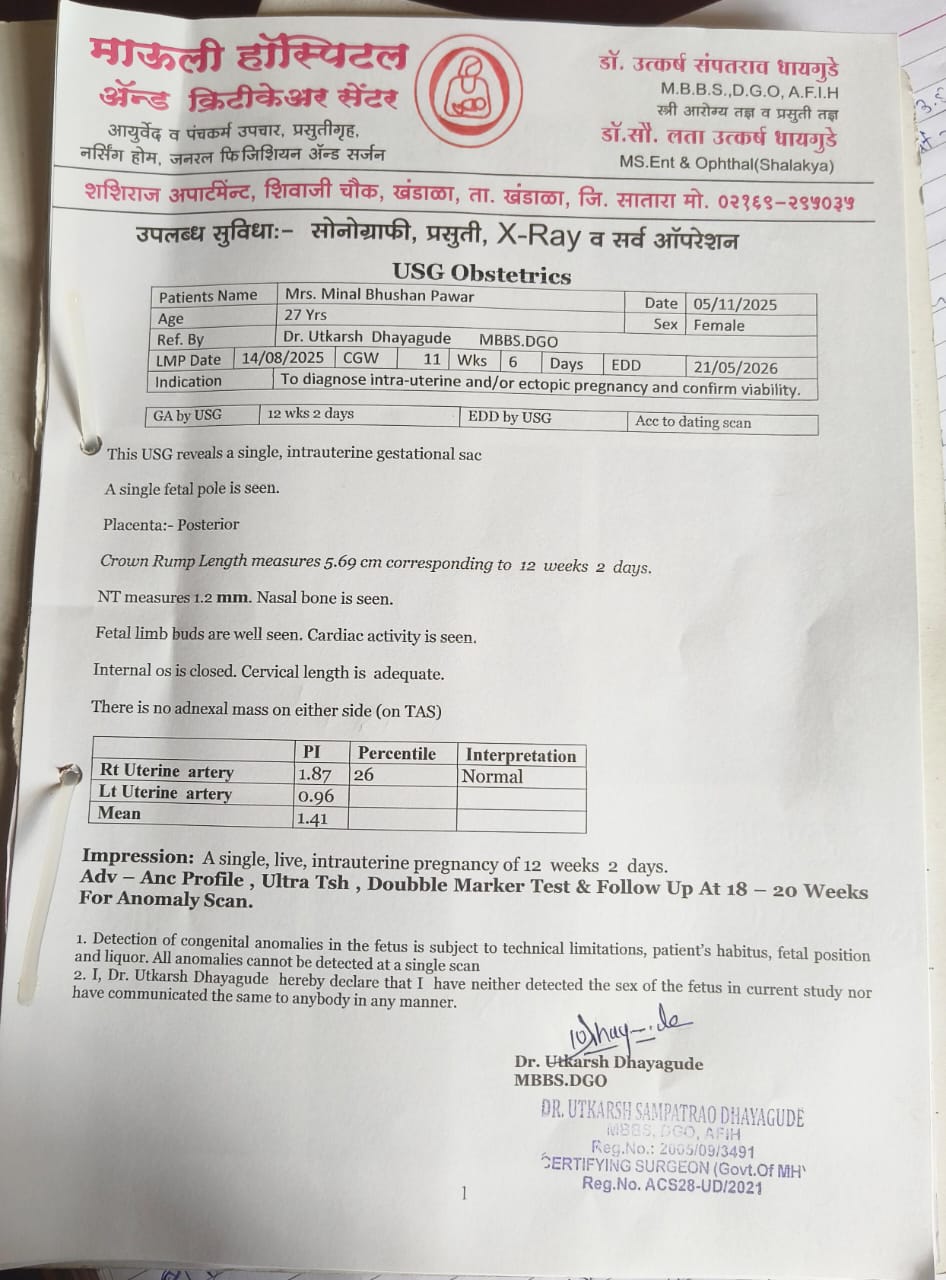 माऊली हॉस्पिटल
ॲन्ड क्रिटीकेअर सेंटर
आयुर्वेद व पंचकर्म उपचार, प्रसुतीगृह,
नर्सिंग होम, जनरल फिजिशियन ॲन्ड सर्जन
डॉ. उत्कर्ष संपतराव धायगुडे
M.B.B.S.,D.G.O, A.F.I.H
स्त्री आरोग्य तज्ञ व प्रसुती तज्ञ
डॉ.सौ. लता उत्कर्ष धायगुडे
MS.Ent & Ophthal(Shalakya)
शशिराज अपार्टमेंन्ट, शिवाजी चौक, खंडाळा, ता. खंडाळा, जि. सातारा मो. ०२१६९-२९५०३५
उपलब्ध सुविधाः- सोनोग्राफी, प्रसुती, X-Ray व सर्व ऑपरेशन
USG Obstetrics
Patients Name Mrs. Minal Bhushan Pawar Date 05/11/2025
Age 27 Yrs Sex Female
Ref. By Dr. Utkarsh Dhayagude MBBS.DGO
LMP Date 14/08/2025 CGW 11 Wks 6 Days EDD 21/05/2026
Indication To diagnose intra-uterine and/or ectopic pregnancy and confirm viability.
GA by USG 12 wks 2 days EDD by USG Acc to dating scan
This USG reveals a single, intrauterine gestational sac
A single fetal pole is seen.
Placenta:- Posterior
Crown Rump Length measures 5.69 cm corresponding to 12 weeks 2 days.
NT measures 1.2 mm. Nasal bone is seen.
Fetal limb buds are well seen. Cardiac activity is seen.
Internal os is closed. Cervical length is adequate.
There is no adnexal mass on either side (on TAS)
PI Percentile Interpretation
Rt Uterine artery 1.87 26 Normal
Lt Uterine artery 0.96
Mean 1.41
Impression: A single, live, intrauterine pregnancy of 12 weeks 2 days.
Adv – Anc Profile , Ultra Tsh , Doubble Marker Test & Follow Up At 18 – 20 Weeks
For Anomaly Scan.
1. Detection of congenital anomalies in the fetus is subject to technical limitations, patient's habitus, fetal position
and liquor. All anomalies cannot be detected at a single scan
2. I, Dr. Utkarsh Dhayagude hereby declare that I have neither detected the sex of the fetus in current study nor
have communicated the same to anybody in any manner.
Dr. Utkarsh Dhayagude
MBBS.DGO
DR. UTKARSH SAMPATRAO DHAYAGUDE
MBBS, DGO, AFIH
Reg.No.: 2005/09/3491
CERTIFYING SURGEON (Govt.Of MH
Reg.No. ACS28-UD/2021
1